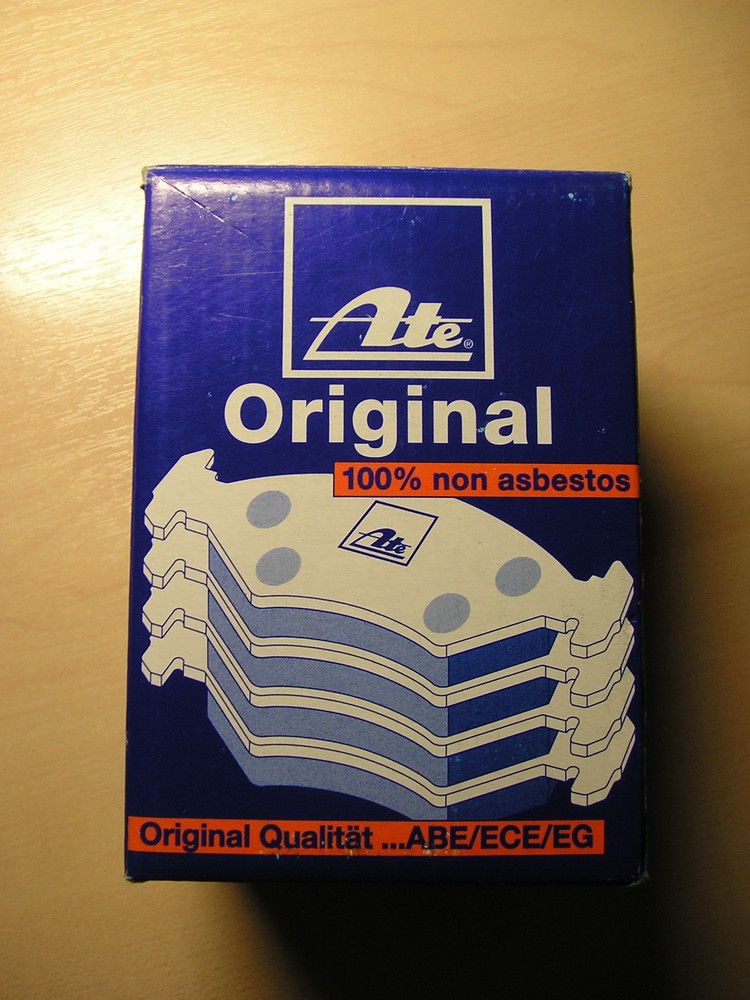 Ate®
Original
100% non asbestos
Ate
Original Qualität ...ABE/ECE/EG